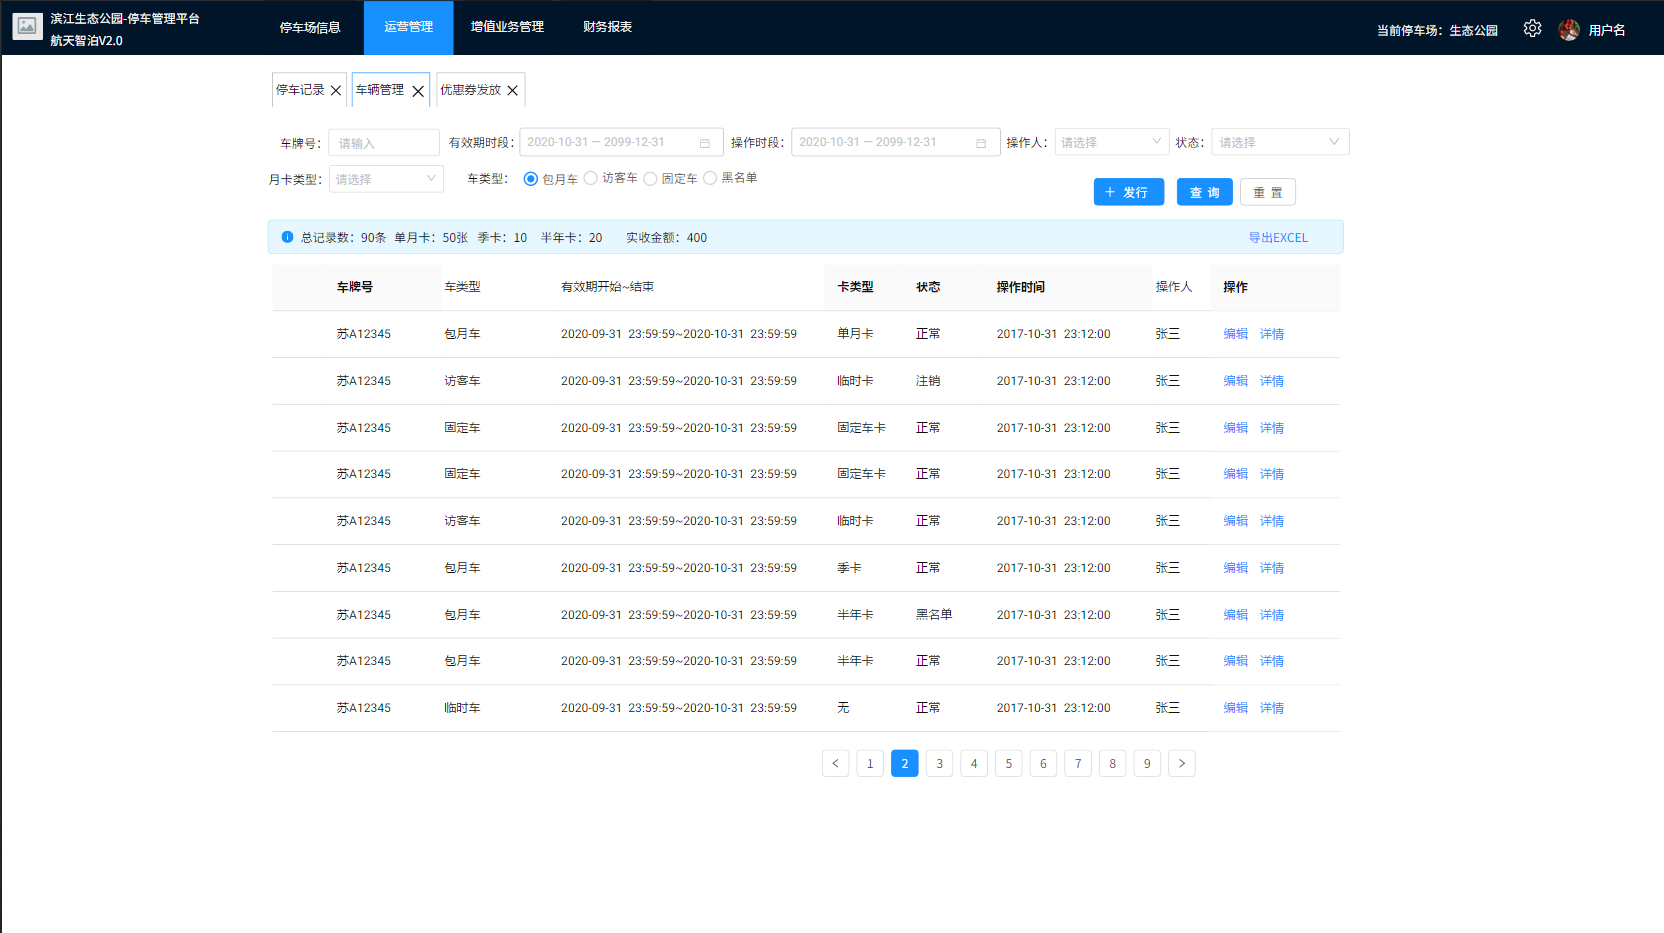 滨江生态公园-停车管理平台
航天智泊V2.0
停车场信息 运营管理 增值业务管理 财务报表
当前停车场：生态公园 用户名
停车记录 车辆管理 优惠券发放
车牌号： 请输入 有效期时段： 2020-10-31 — 2099-12-31 操作时段： 2020-10-31 — 2099-12-31 操作人： 请选择 状态： 请选择
月卡类型： 请选择 车类型： 包月车 访客车 固定车 黑名单
+ 发行 查 询 重 置
总记录数：90条 单月卡：50张 季卡：10 半年卡：20 实收金额：400 导出EXCEL
车牌号 车类型 有效期开始~结束 卡类型 状态 操作时间 操作人 操作
苏A12345 包月车 2020-09-31 23:59:59~2020-10-31 23:59:59 单月卡 正常 2017-10-31 23:12:00 张三 编辑 详情
苏A12345 访客车 2020-09-31 23:59:59~2020-10-31 23:59:59 临时卡 注销 2017-10-31 23:12:00 张三 编辑 详情
苏A12345 固定车 2020-09-31 23:59:59~2020-10-31 23:59:59 固定车卡 正常 2017-10-31 23:12:00 张三 编辑 详情
苏A12345 固定车 2020-09-31 23:59:59~2020-10-31 23:59:59 固定车卡 正常 2017-10-31 23:12:00 张三 编辑 详情
苏A12345 访客车 2020-09-31 23:59:59~2020-10-31 23:59:59 临时卡 正常 2017-10-31 23:12:00 张三 编辑 详情
苏A12345 包月车 2020-09-31 23:59:59~2020-10-31 23:59:59 季卡 正常 2017-10-31 23:12:00 张三 编辑 详情
苏A12345 包月车 2020-09-31 23:59:59~2020-10-31 23:59:59 半年卡 黑名单 2017-10-31 23:12:00 张三 编辑 详情
苏A12345 包月车 2020-09-31 23:59:59~2020-10-31 23:59:59 半年卡 正常 2017-10-31 23:12:00 张三 编辑 详情
苏A12345 临时车 2020-09-31 23:59:59~2020-10-31 23:59:59 无 正常 2017-10-31 23:12:00 张三 编辑 详情
< 1 2 3 4 5 6 7 8 9 >